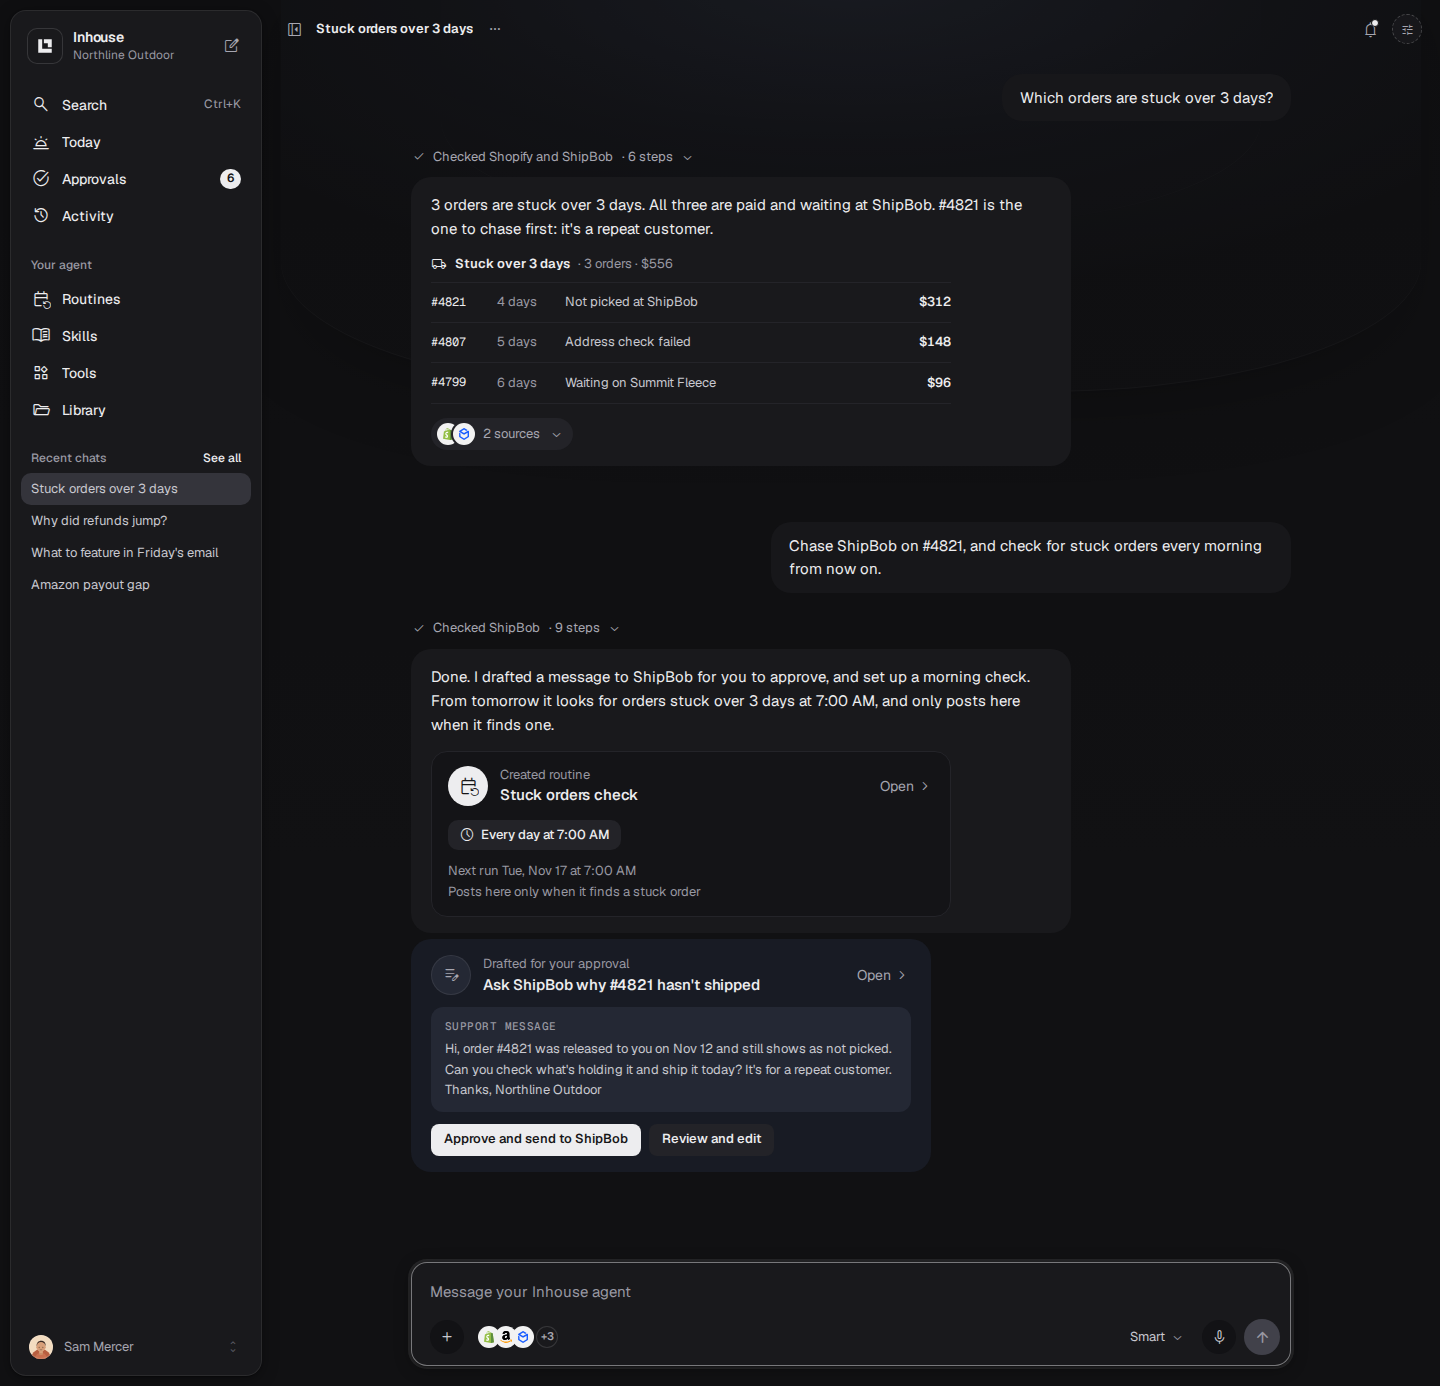 Inhouse
Northline Outdoor
Search Ctrl+K
Today
Approvals 6
Activity
Your agent
Routines
Skills
Tools
Library
Recent chats See all
Stuck orders over 3 days
Why did refunds jump?
What to feature in Friday's email
Amazon payout gap
Sam Mercer
Stuck orders over 3 days ···
Which orders are stuck over 3 days?
Checked Shopify and ShipBob · 6 steps
3 orders are stuck over 3 days. All three are paid and waiting at ShipBob. #4821 is the
one to chase first: it's a repeat customer.
Stuck over 3 days · 3 orders · $556
#4821 4 days Not picked at ShipBob $312
#4807 5 days Address check failed $148
#4799 6 days Waiting on Summit Fleece $96
2 sources
Chase ShipBob on #4821, and check for stuck orders every morning
from now on.
Checked ShipBob · 9 steps
Done. I drafted a message to ShipBob for you to approve, and set up a morning check.
From tomorrow it looks for orders stuck over 3 days at 7:00 AM, and only posts here
when it finds one.
Created routine
Stuck orders check
Open
Every day at 7:00 AM
Next run Tue, Nov 17 at 7:00 AM
Posts here only when it finds a stuck order
Drafted for your approval
Ask ShipBob why #4821 hasn't shipped
Open
SUPPORT MESSAGE
Hi, order #4821 was released to you on Nov 12 and still shows as not picked.
Can you check what's holding it and ship it today? It's for a repeat customer.
Thanks, Northline Outdoor
Approve and send to ShipBob Review and edit
Message your Inhouse agent
+3 Smart